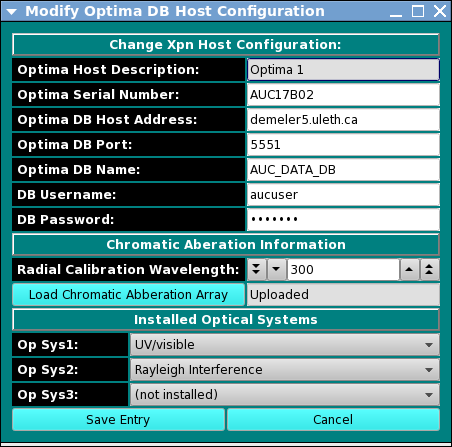 Modify Optima DB Host Configuration
Change Xpn Host Configuration:
Optima Host Description: Optima 1
Optima Serial Number: AUC17B02
Optima DB Host Address: demeler5.uleth.ca
Optima DB Port: 5551
Optima DB Name: AUC_DATA_DB
DB Username: aucuser
DB Password: •••••••
Chromatic Aberation Information
Radial Calibration Wavelength: 300
Load Chromatic Abberation Array Uploaded
Installed Optical Systems
Op Sys1: UV/visible
Op Sys2: Rayleigh Interference
Op Sys3: (not installed)
Save Entry Cancel